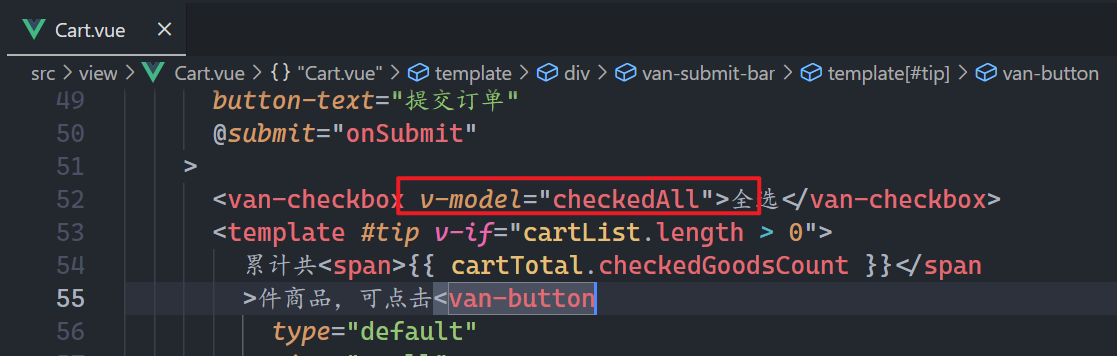 Cart.vue ×
src > view > Cart.vue > {} "Cart.vue" > template > div > van-submit-bar > template[#tip] > van-button
49 button-text="提交订单"
50 @submit="onSubmit"
51 >
52 <van-checkbox v-model="checkedAll">全选</van-checkbox>
53 <template #tip v-if="cartList.length > 0">
54 累计共<span>{{ cartTotal.checkedGoodsCount }}</span
55 >件商品，可点击<van-button
56 type="default"